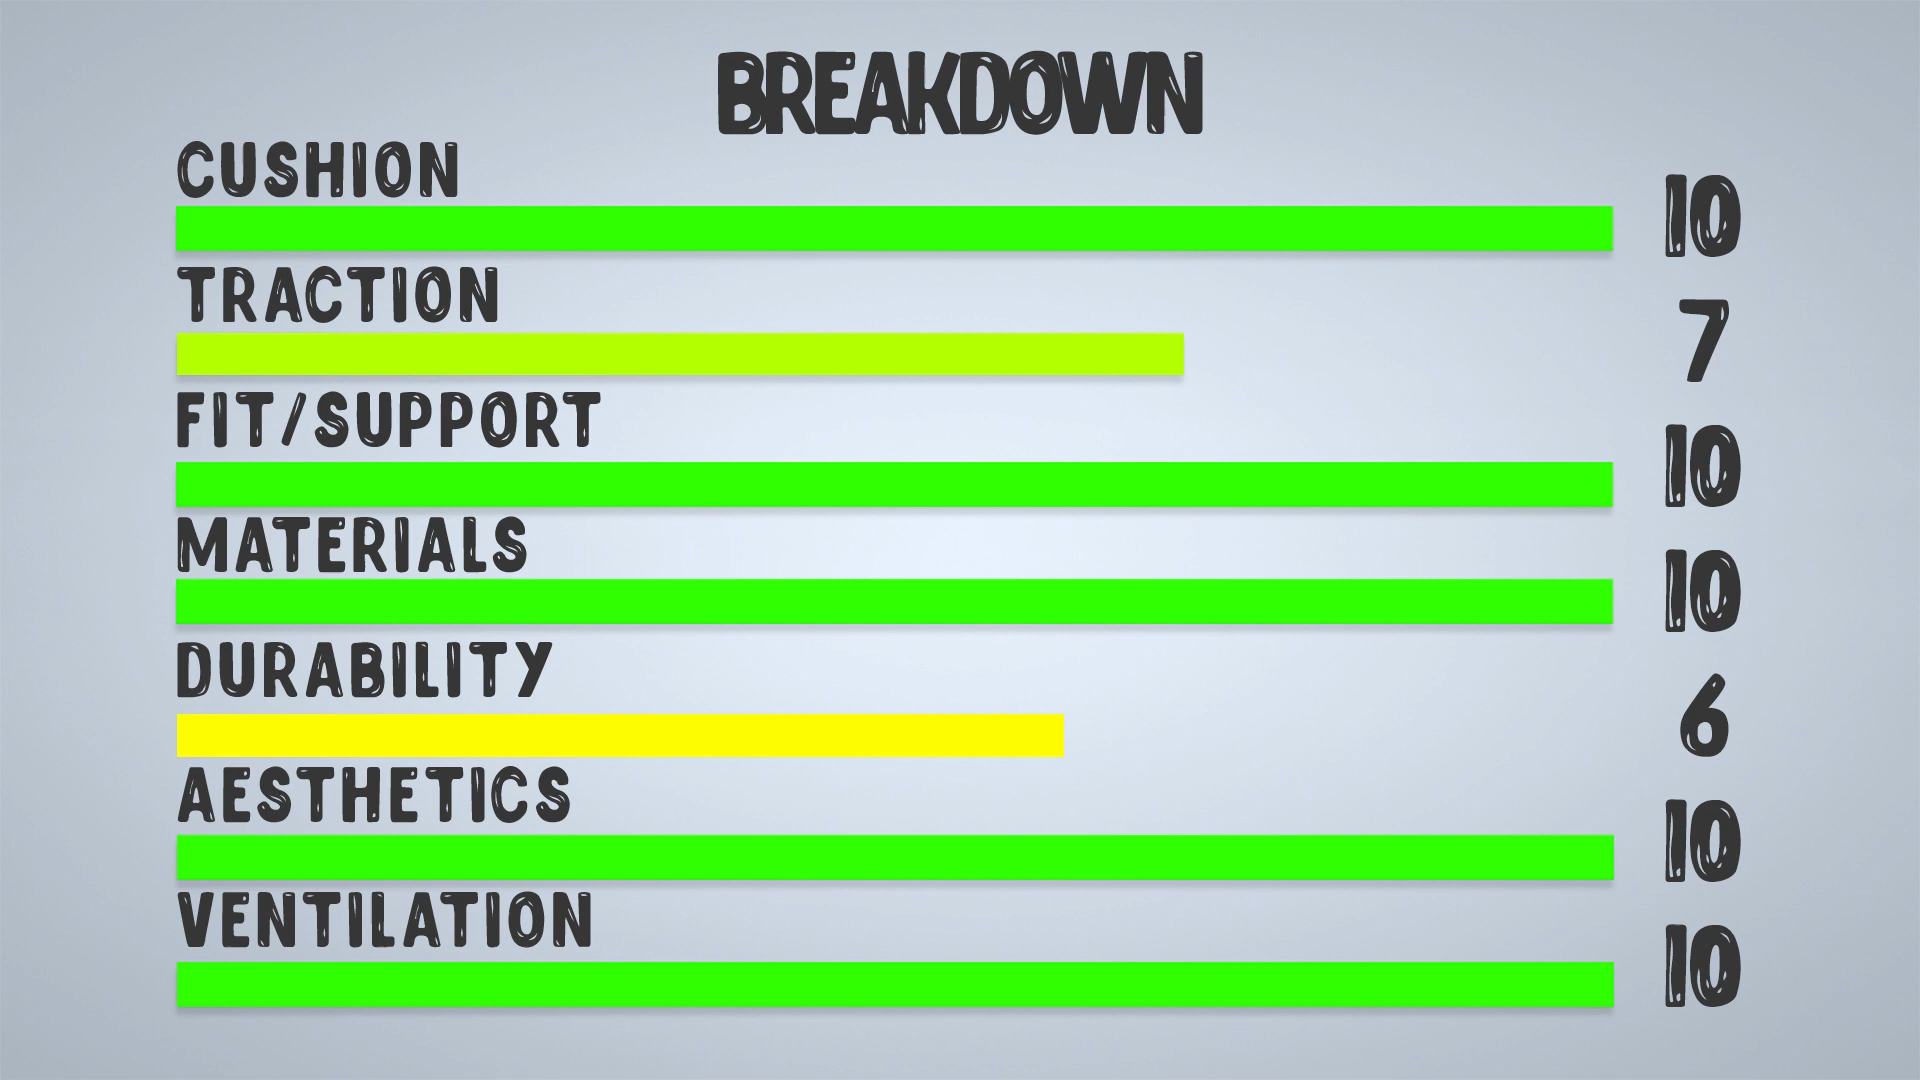 BREAKDOWN
CUSHION 10
TRACTION 7
FIT/SUPPORT 10
MATERIALS 10
DURABILITY 6
AESTHETICS 10
VENTILATION 10